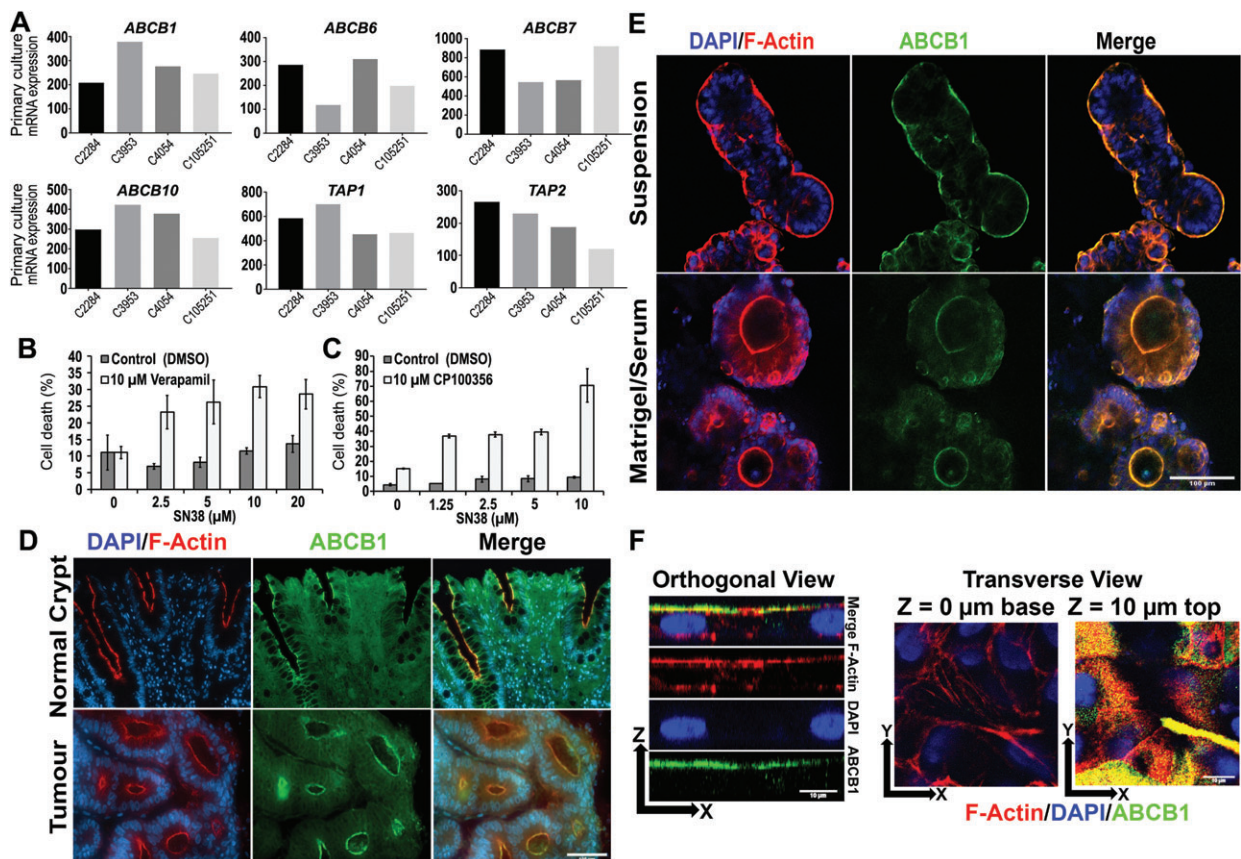 A
ABCB1
ABCB6
ABCB7
Primary culture
mRNA expression
400
300
200
100
0
C2284
C3953
C4054
C105251
400
300
200
100
0
C2284
C3953
C4054
C105251
1000
800
600
400
200
0
C2284
C3953
C4054
C105251
ABCB10
TAP1
TAP2
Primary culture
mRNA expression
500
400
300
200
100
0
C2284
C3953
C4054
C105251
800
600
400
200
0
C2284
C3953
C4054
C105251
300
200
100
0
C2284
C3953
C4054
C105251
B
Control (DMSO)
10 µM Verapamil
Cell death (%)
40
35
30
25
20
15
10
5
0
0 2.5 5 10 20
SN38 (µM)
C
Control (DMSO)
10 µM CP100356
Cell death (%)
90
80
70
60
50
40
30
20
10
0
0 1.25 2.5 5 10
SN38 (µM)
D
DAPI/F-Actin
ABCB1
Merge
Normal Crypt
Tumour
E
DAPI/F-Actin
ABCB1
Merge
Suspension
Matrigel/Serum
100 µm
F
Orthogonal View
Merge
F-Actin
DAPI
ABCB1
Z
X
10 µm
Transverse View
Z = 0 µm base
Z = 10 µm top
Y
X
Y
X
10 µm
F-Actin/DAPI/ABCB1